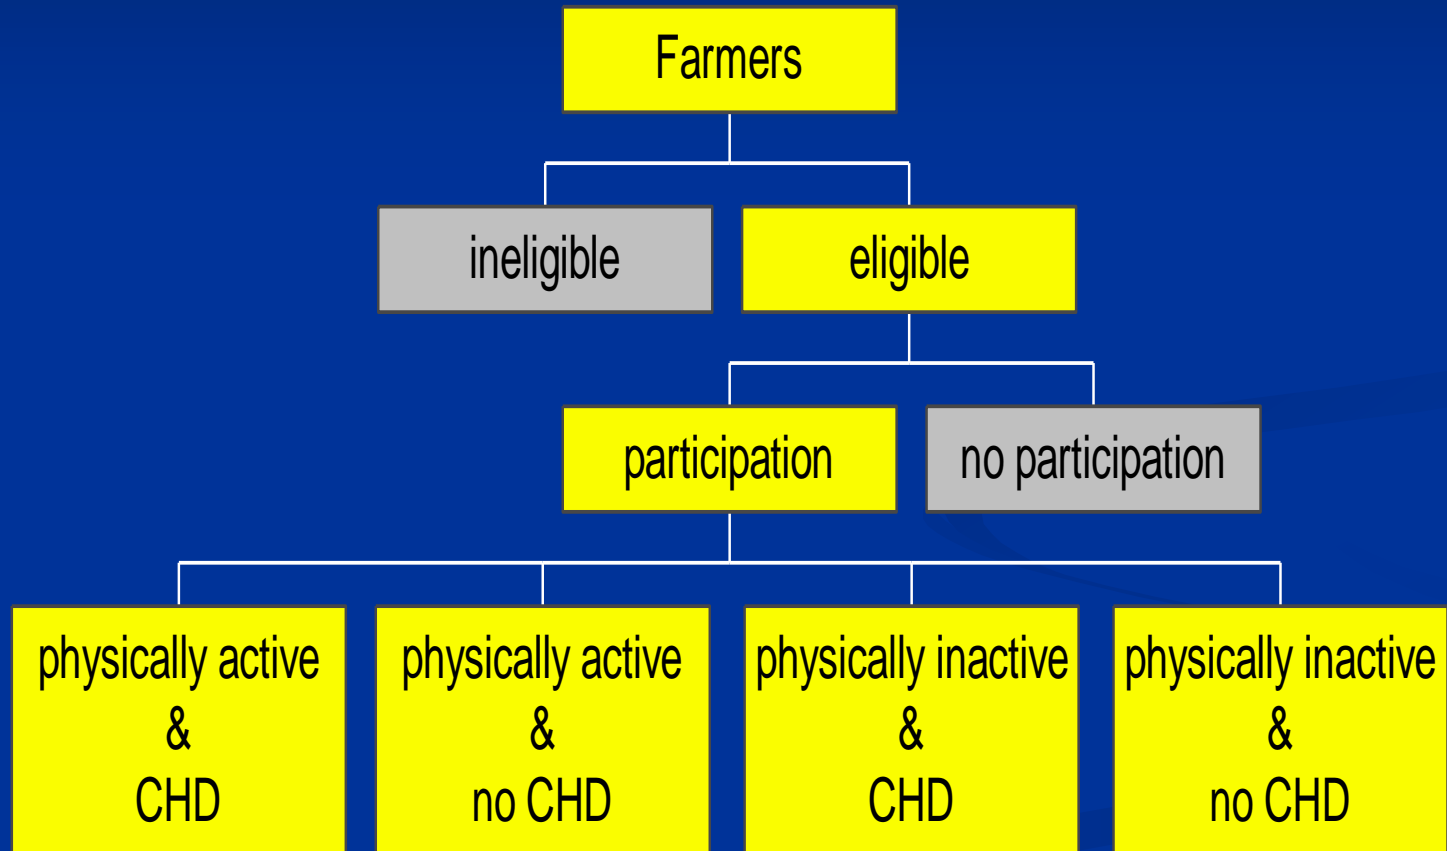 Farmers
ineligible
eligible
participation
no participation
physically active
&
CHD
physically active
&
no CHD
physically inactive
&
CHD
physically inactive
&
no CHD